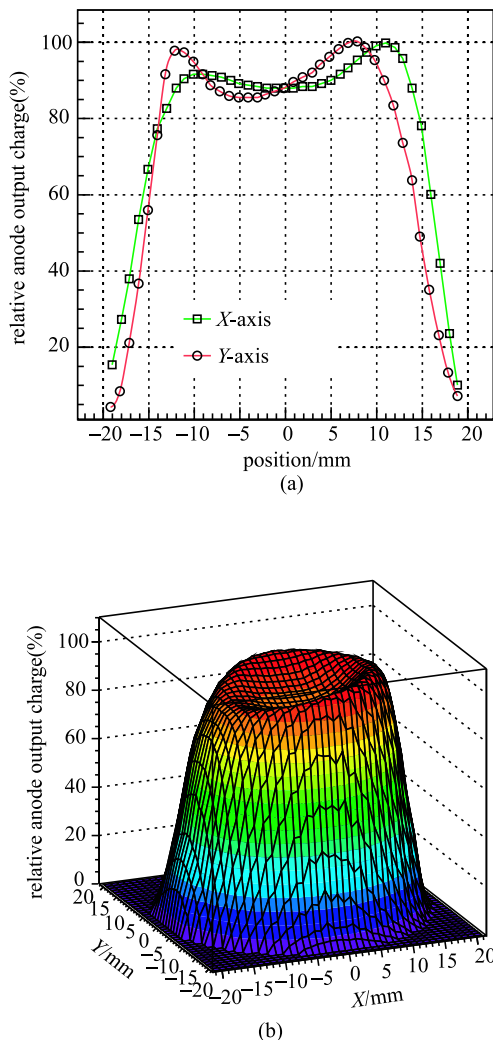 relative anode output charge(%)
100
80
60
40
20
X-axis
Y-axis
−20 −15 −10 −5 0 5 10 15 20
position/mm
(a)
relative anode output charge(%)
100
80
60
40
20
0
20
15
10
5
0
−5
−10
−15
−20
Y/mm
−20 −15 −10 −5 0 5 10 15 20
X/mm
(b)